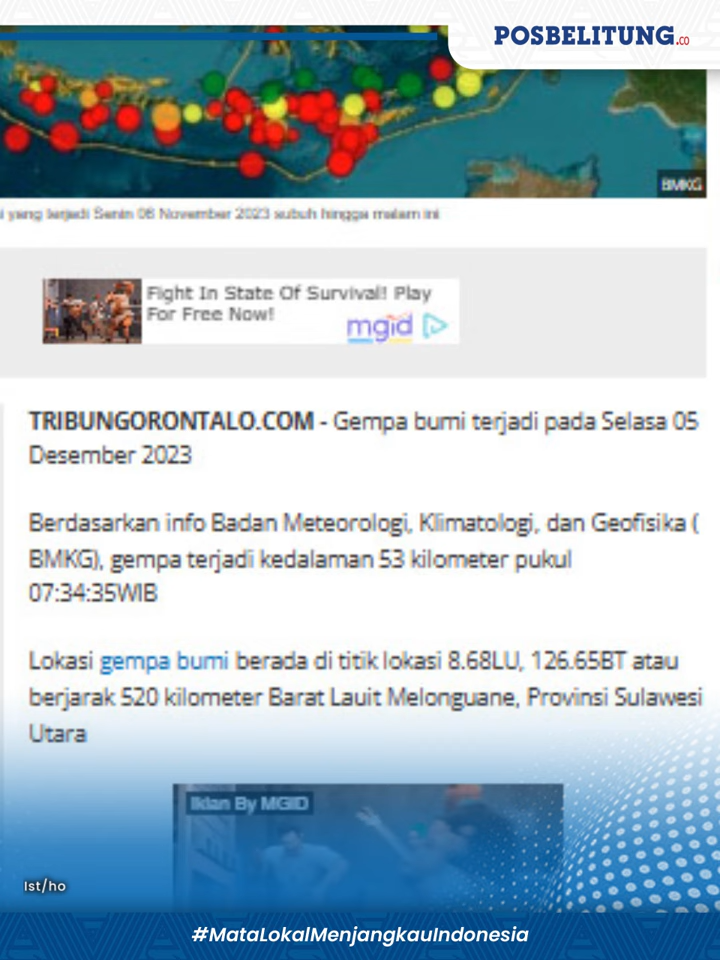 POSBELITUNG.CO
BMKG
yang terjadi Senin 06 November 2023 subuh hingga malam ini
Fight In State Of Survival! Play
For Free Now!
mgid
TRIBUNGORONTALO.COM - Gempa bumi terjadi pada Selasa 05
Desember 2023
Berdasarkan info Badan Meteorologi, Klimatologi, dan Geofisika (
BMKG), gempa terjadi kedalaman 53 kilometer pukul
07:34:35WIB
Lokasi gempa bumi berada di titik lokasi 8.68LU, 126.65BT atau
berjarak 520 kilometer Barat Lauit Melonguane, Provinsi Sulawesi
Utara
Iklan By MGID
Ist/ho
#MataLokalMenjangkauIndonesia